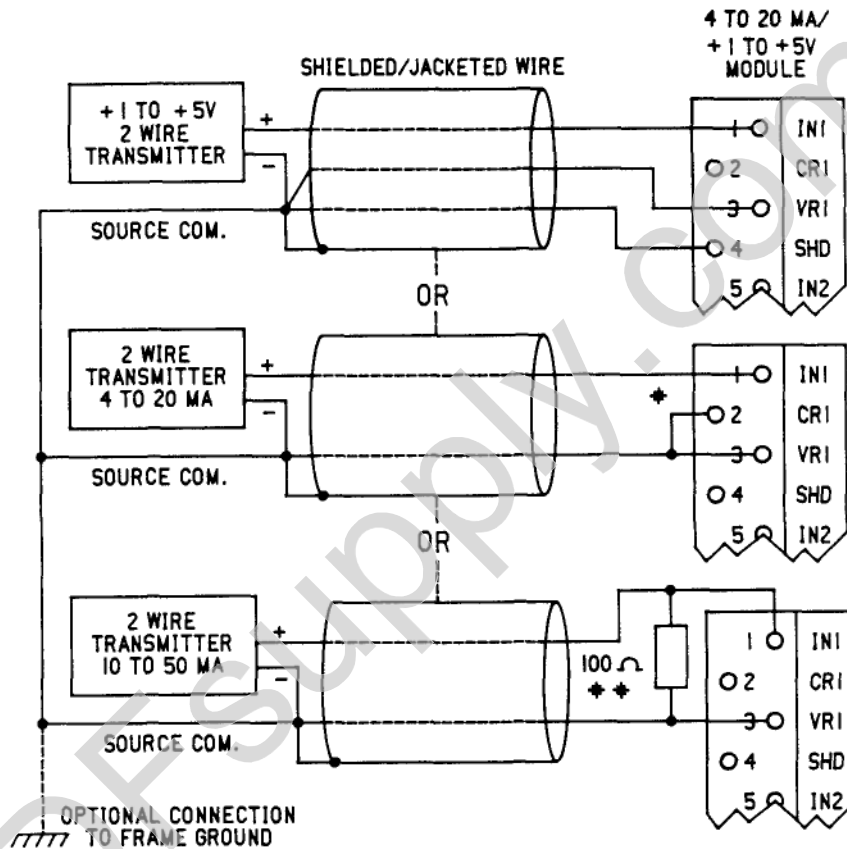 4 TO 20 MA/
+1 TO +5V
MODULE
SHIELDED/JACKETED WIRE
+1 TO +5V
2 WIRE
TRANSMITTER
+
-
SOURCE COM.
1 IN1
2 CR1
3 VR1
4 SHD
5 IN2
OR
2 WIRE
TRANSMITTER
4 TO 20 MA
+
-
SOURCE COM.
1 IN1
* 2 CR1
3 VR1
4 SHD
5 IN2
OR
2 WIRE
TRANSMITTER
10 TO 50 MA
+
-
SOURCE COM.
100 Ω
* *
1 IN1
2 CR1
3 VR1
4 SHD
5 IN2
OPTIONAL CONNECTION
TO FRAME GROUND